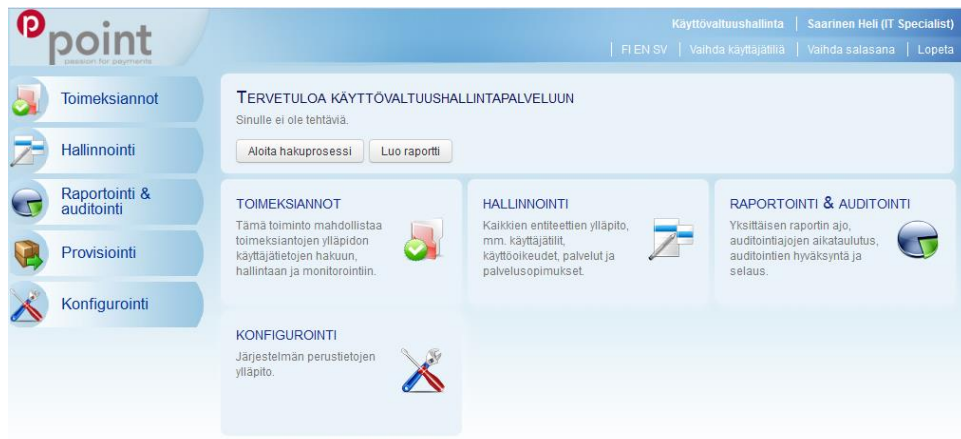 point
passion for payments
Käyttövaltuushallinta | Saarinen Heli (IT Specialist)
| FI EN SV | Vaihda käyttäjätiliä | Vaihda salasana | Lopeta
Toimeksiannot
Hallinnointi
Raportointi &
auditointi
Provisiointi
Konfigurointi
TERVETULOA KÄYTTÖVALTUUSHALLINTAPALVELUUN
Sinulle ei ole tehtäviä.
Aloita hakuprosessi
Luo raportti
TOIMEKSIANNOT
Tämä toiminto mahdollistaa
toimeksiantojen ylläpidon
käyttäjätietojen hakuun,
hallintaan ja monitorointiin.
HALLINNOINTI
Kaikkien entiteettien ylläpito,
mm. käyttäjätilit,
käyttöoikeudet, palvelut ja
palvelusopimukset.
RAPORTOINTI & AUDITOINTI
Yksittäisen raportin ajo,
auditointiajojen aikataulutus,
auditointien hyväksyntä ja
selaus.
KONFIGUROINTI
Järjestelmän perustietojen
ylläpito.